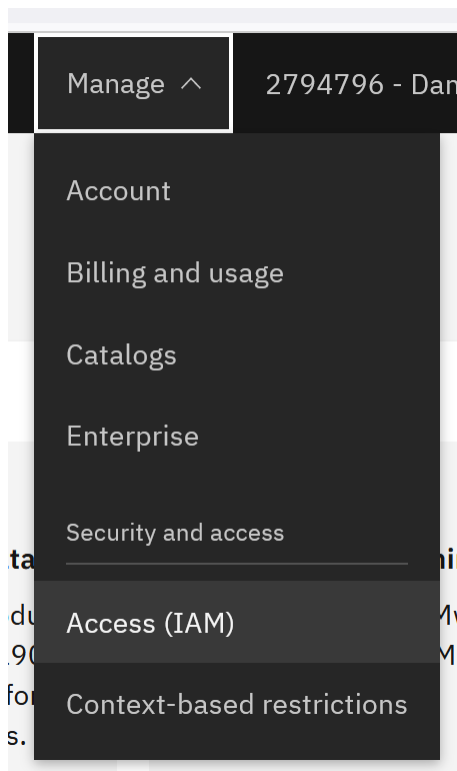 Manage
2794796 - Dan
Account
Billing and usage
Catalogs
Enterprise
Security and access
Access (IAM)
Context-based restrictions